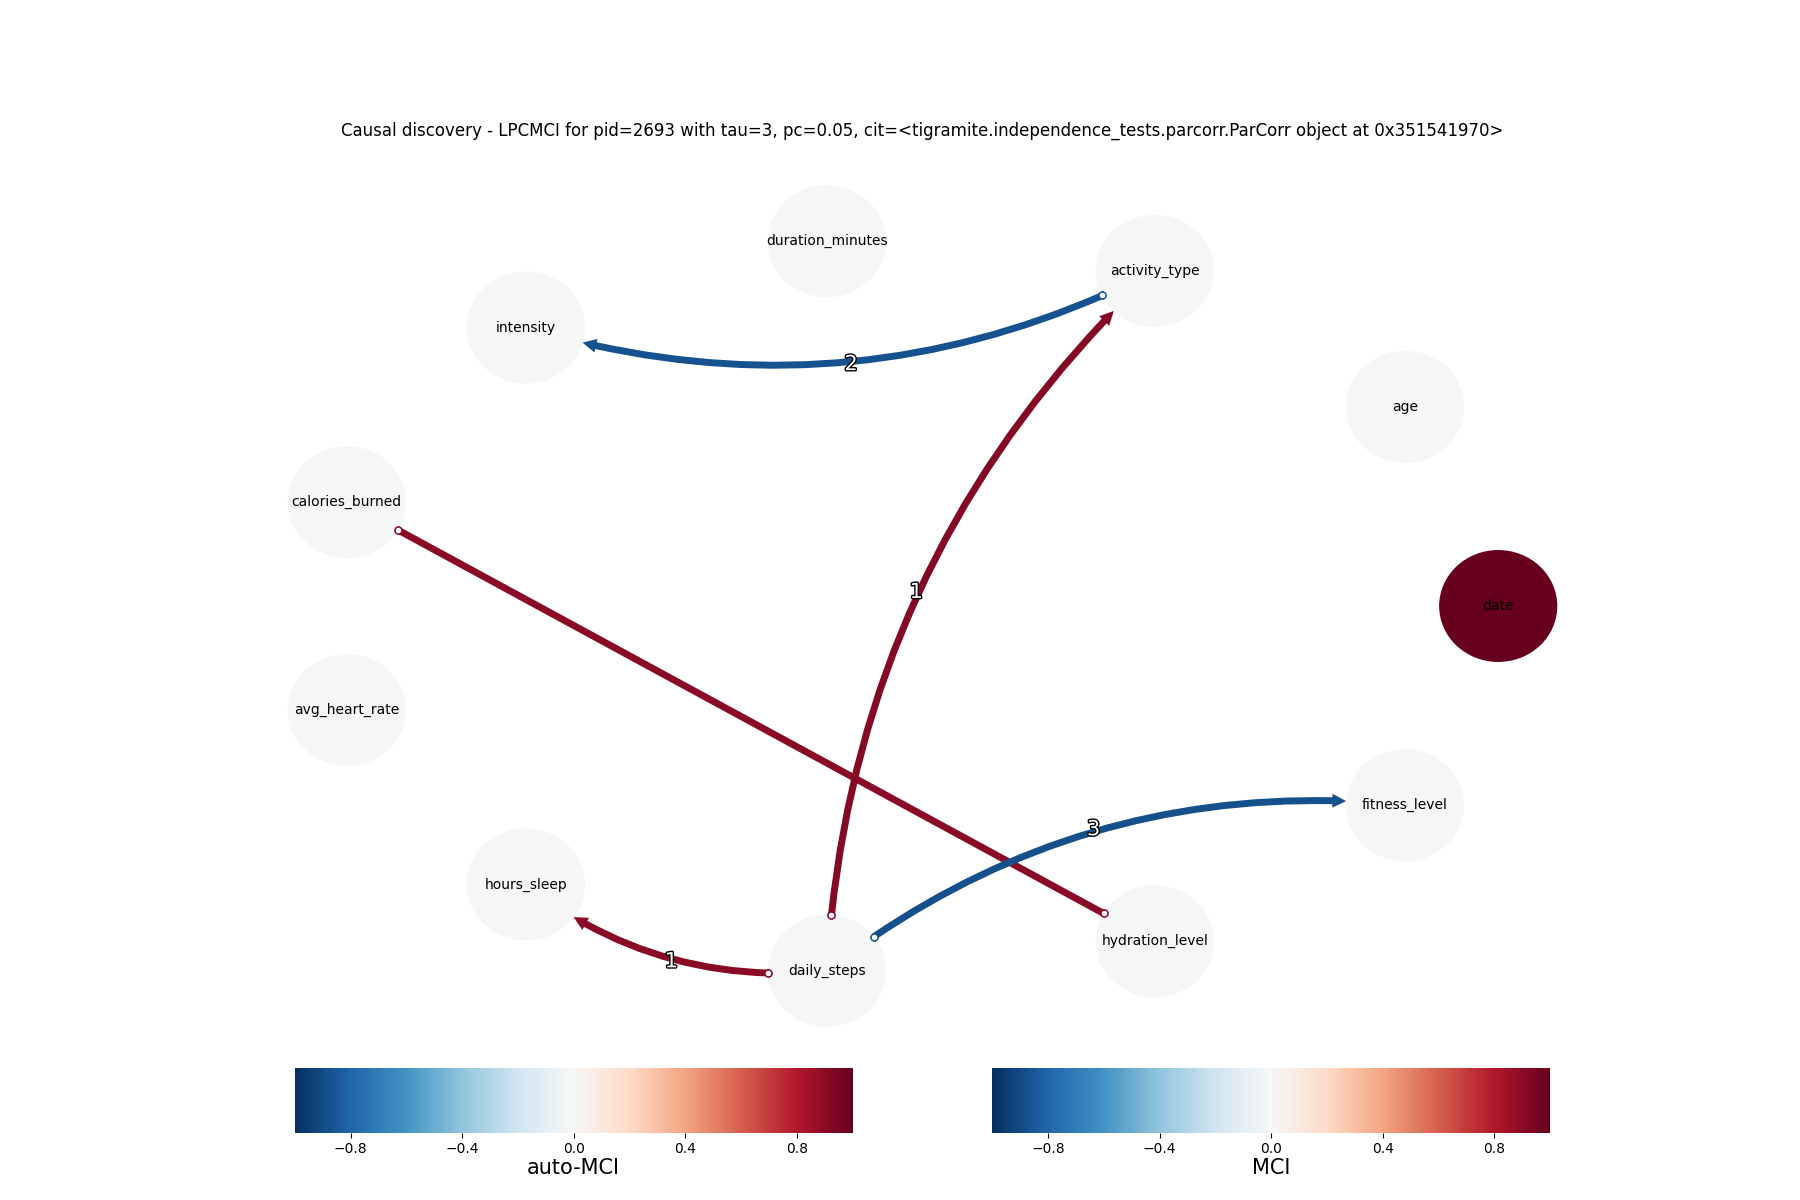 Causal discovery - LPCMCI for pid=2693 with tau=3, pc=0.05, cit=<tigramite.independence_tests.parcorr.ParCorr object at 0x351541970>
duration_minutes
activity_type
intensity
2
age
calories_burned
1
date
avg_heart_rate
fitness_level
3
hours_sleep
hydration_level
1
daily_steps
−0.8 −0.4 0.0 0.4 0.8
auto-MCI
−0.8 −0.4 0.0 0.4 0.8
MCI